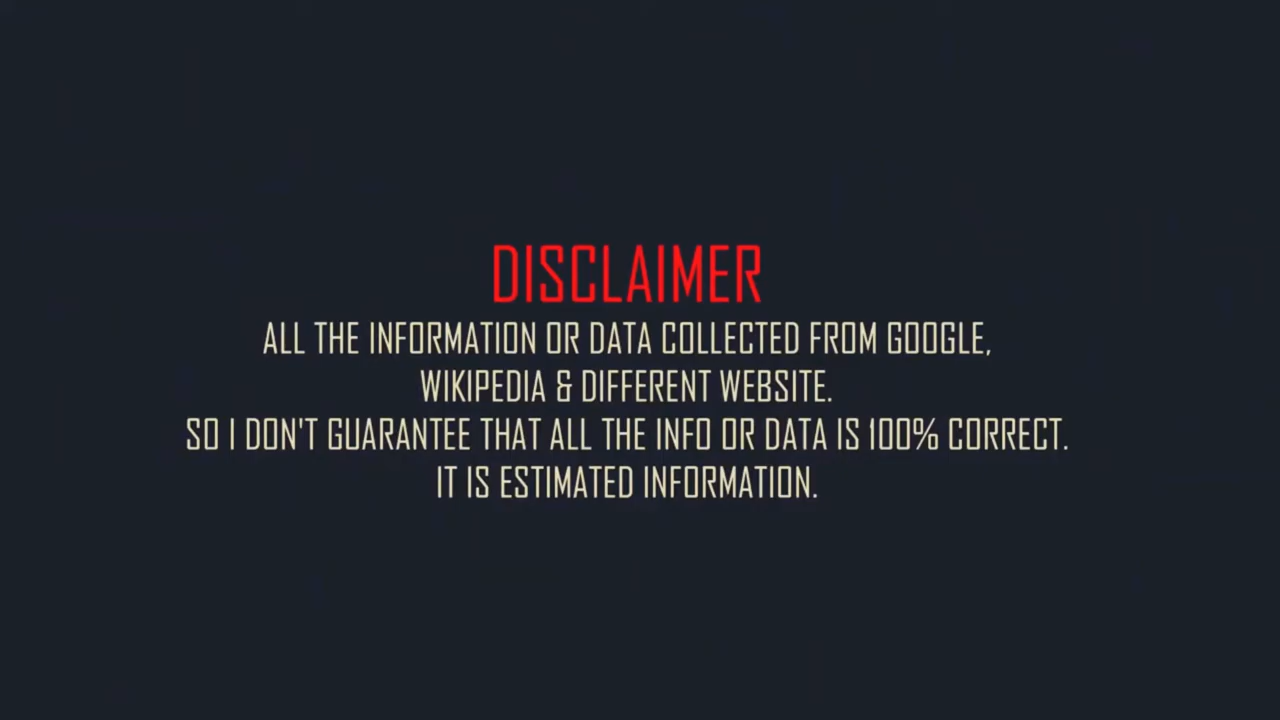 DISCLAIMER
ALL THE INFORMATION OR DATA COLLECTED FROM GOOGLE,
WIKIPEDIA & DIFFERENT WEBSITE.
SO I DON'T GUARANTEE THAT ALL THE INFO OR DATA IS 100% CORRECT.
IT IS ESTIMATED INFORMATION.